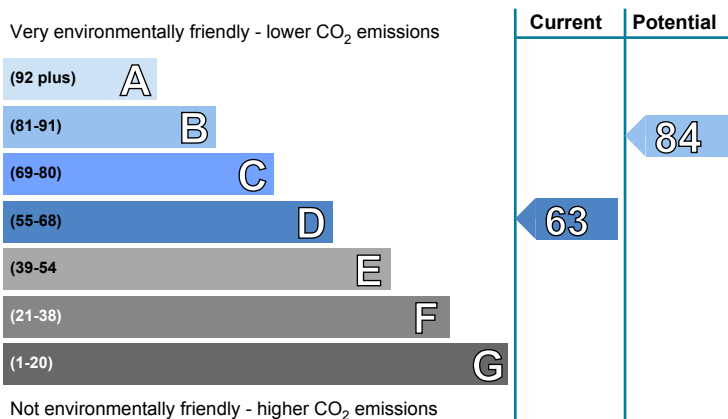 Current Potential
Very environmentally friendly - lower CO2 emissions
(92 plus) A
(81-91) B
84
(69-80) C
(55-68) D
63
(39-54 E
(21-38) F
(1-20) G
Not environmentally friendly - higher CO2 emissions